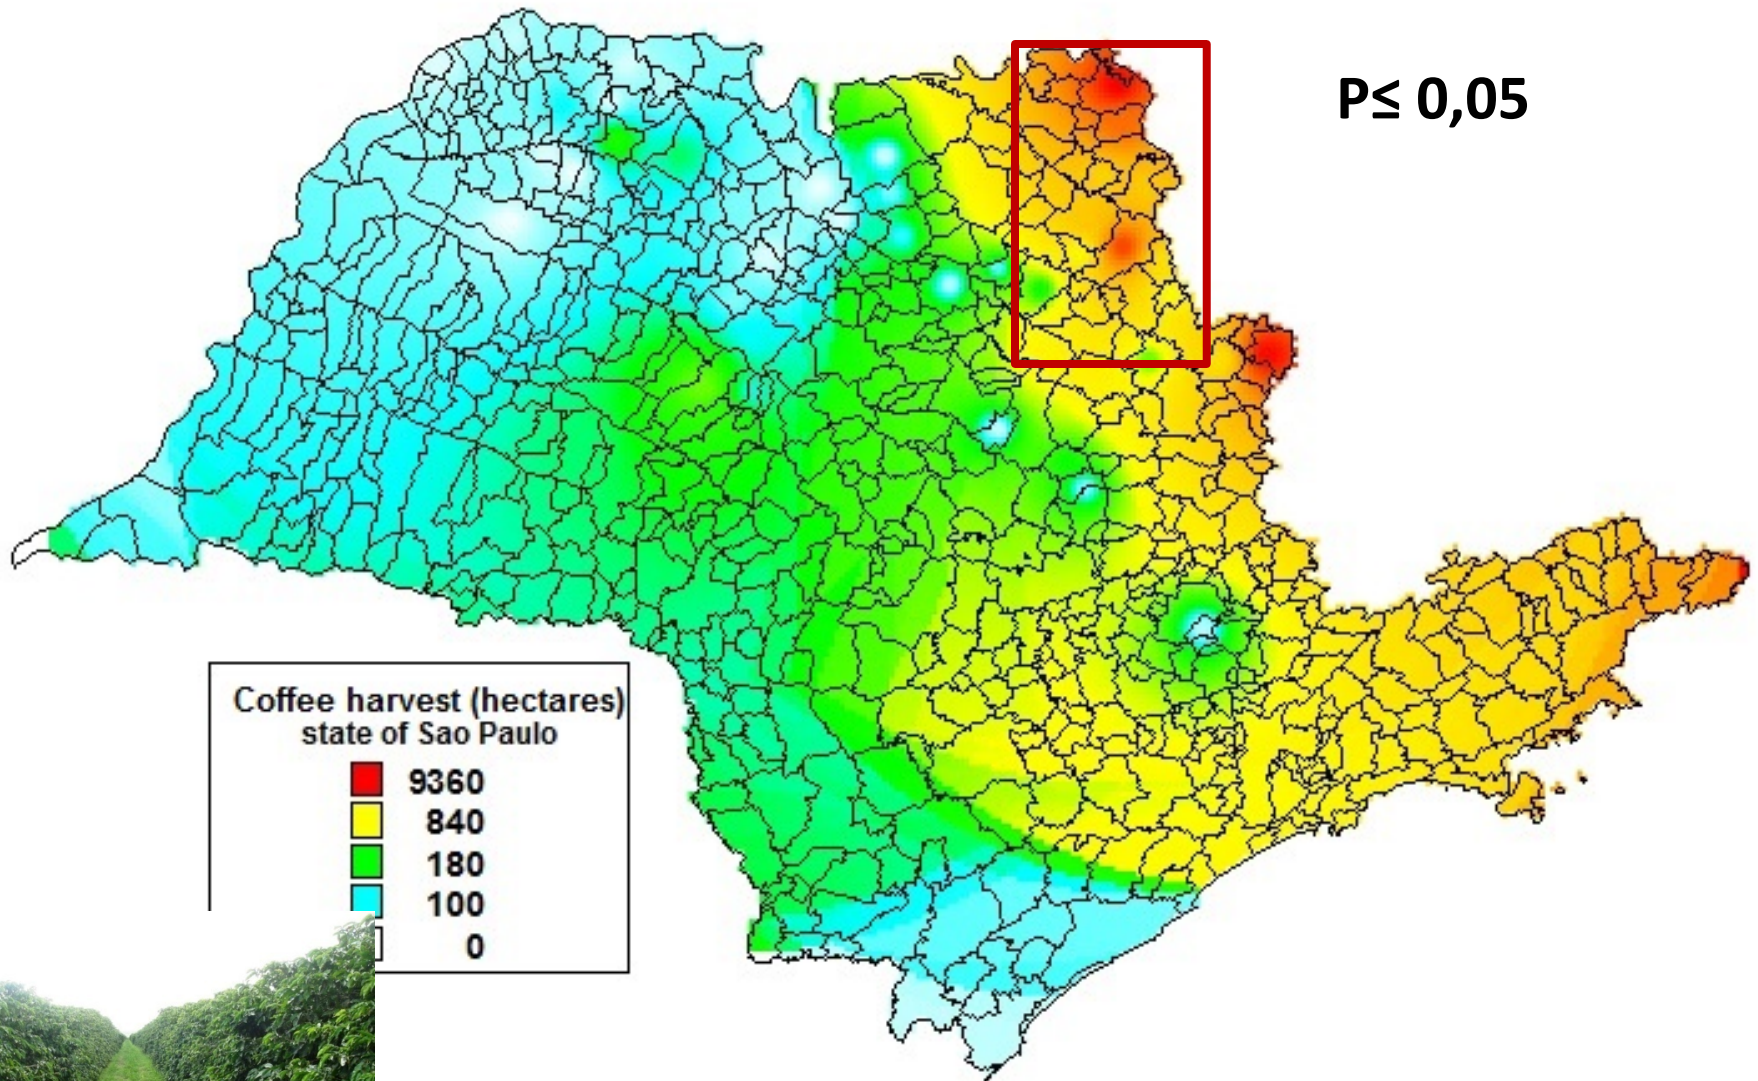 P≤ 0,05
Coffee harvest (hectares)
state of Sao Paulo
9360
840
180
100
0